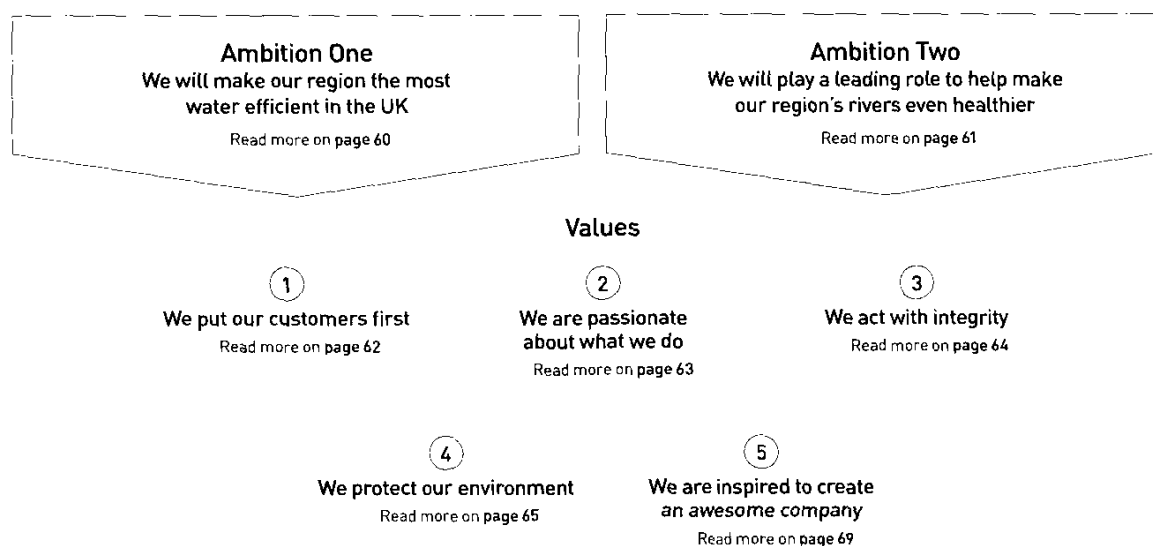 Ambition One
We will make our region the most
water efficient in the UK
Read more on page 60
Ambition Two
We will play a leading role to help make
our region's rivers even healthier
Read more on page 61
Values
1
We put our customers first
Read more on page 62
2
We are passionate
about what we do
Read more on page 63
3
We act with integrity
Read more on page 64
4
We protect our environment
Read more on page 65
5
We are inspired to create
an awesome company
Read more on page 69